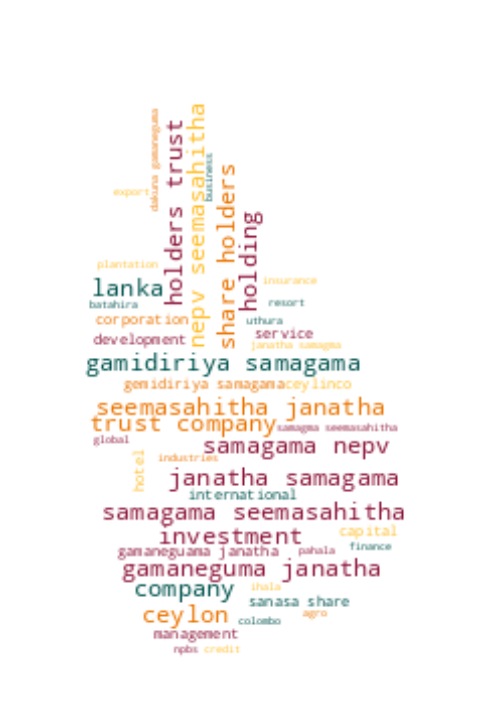 dakuna gamaneguma
holders trust
nepv seemasahitha
business
share holders
holding
export
plantation
insurance
lanka
batahira
resort
corporation
uthura
development
service
janatha samagma
gamidiriya samagama
gemidiriya samagama
ceylinco
seemasahitha janatha
trust company
samagma seemasahitha
global
samagama nepv
hotel
industries
janatha samagama
international
samagama seemasahitha
investment
capital
gamaneguama janatha
pahala
finance
gamaneguma janatha
company
ihala
sanasa share
ceylon
agro
colombo
management
npbs
credit